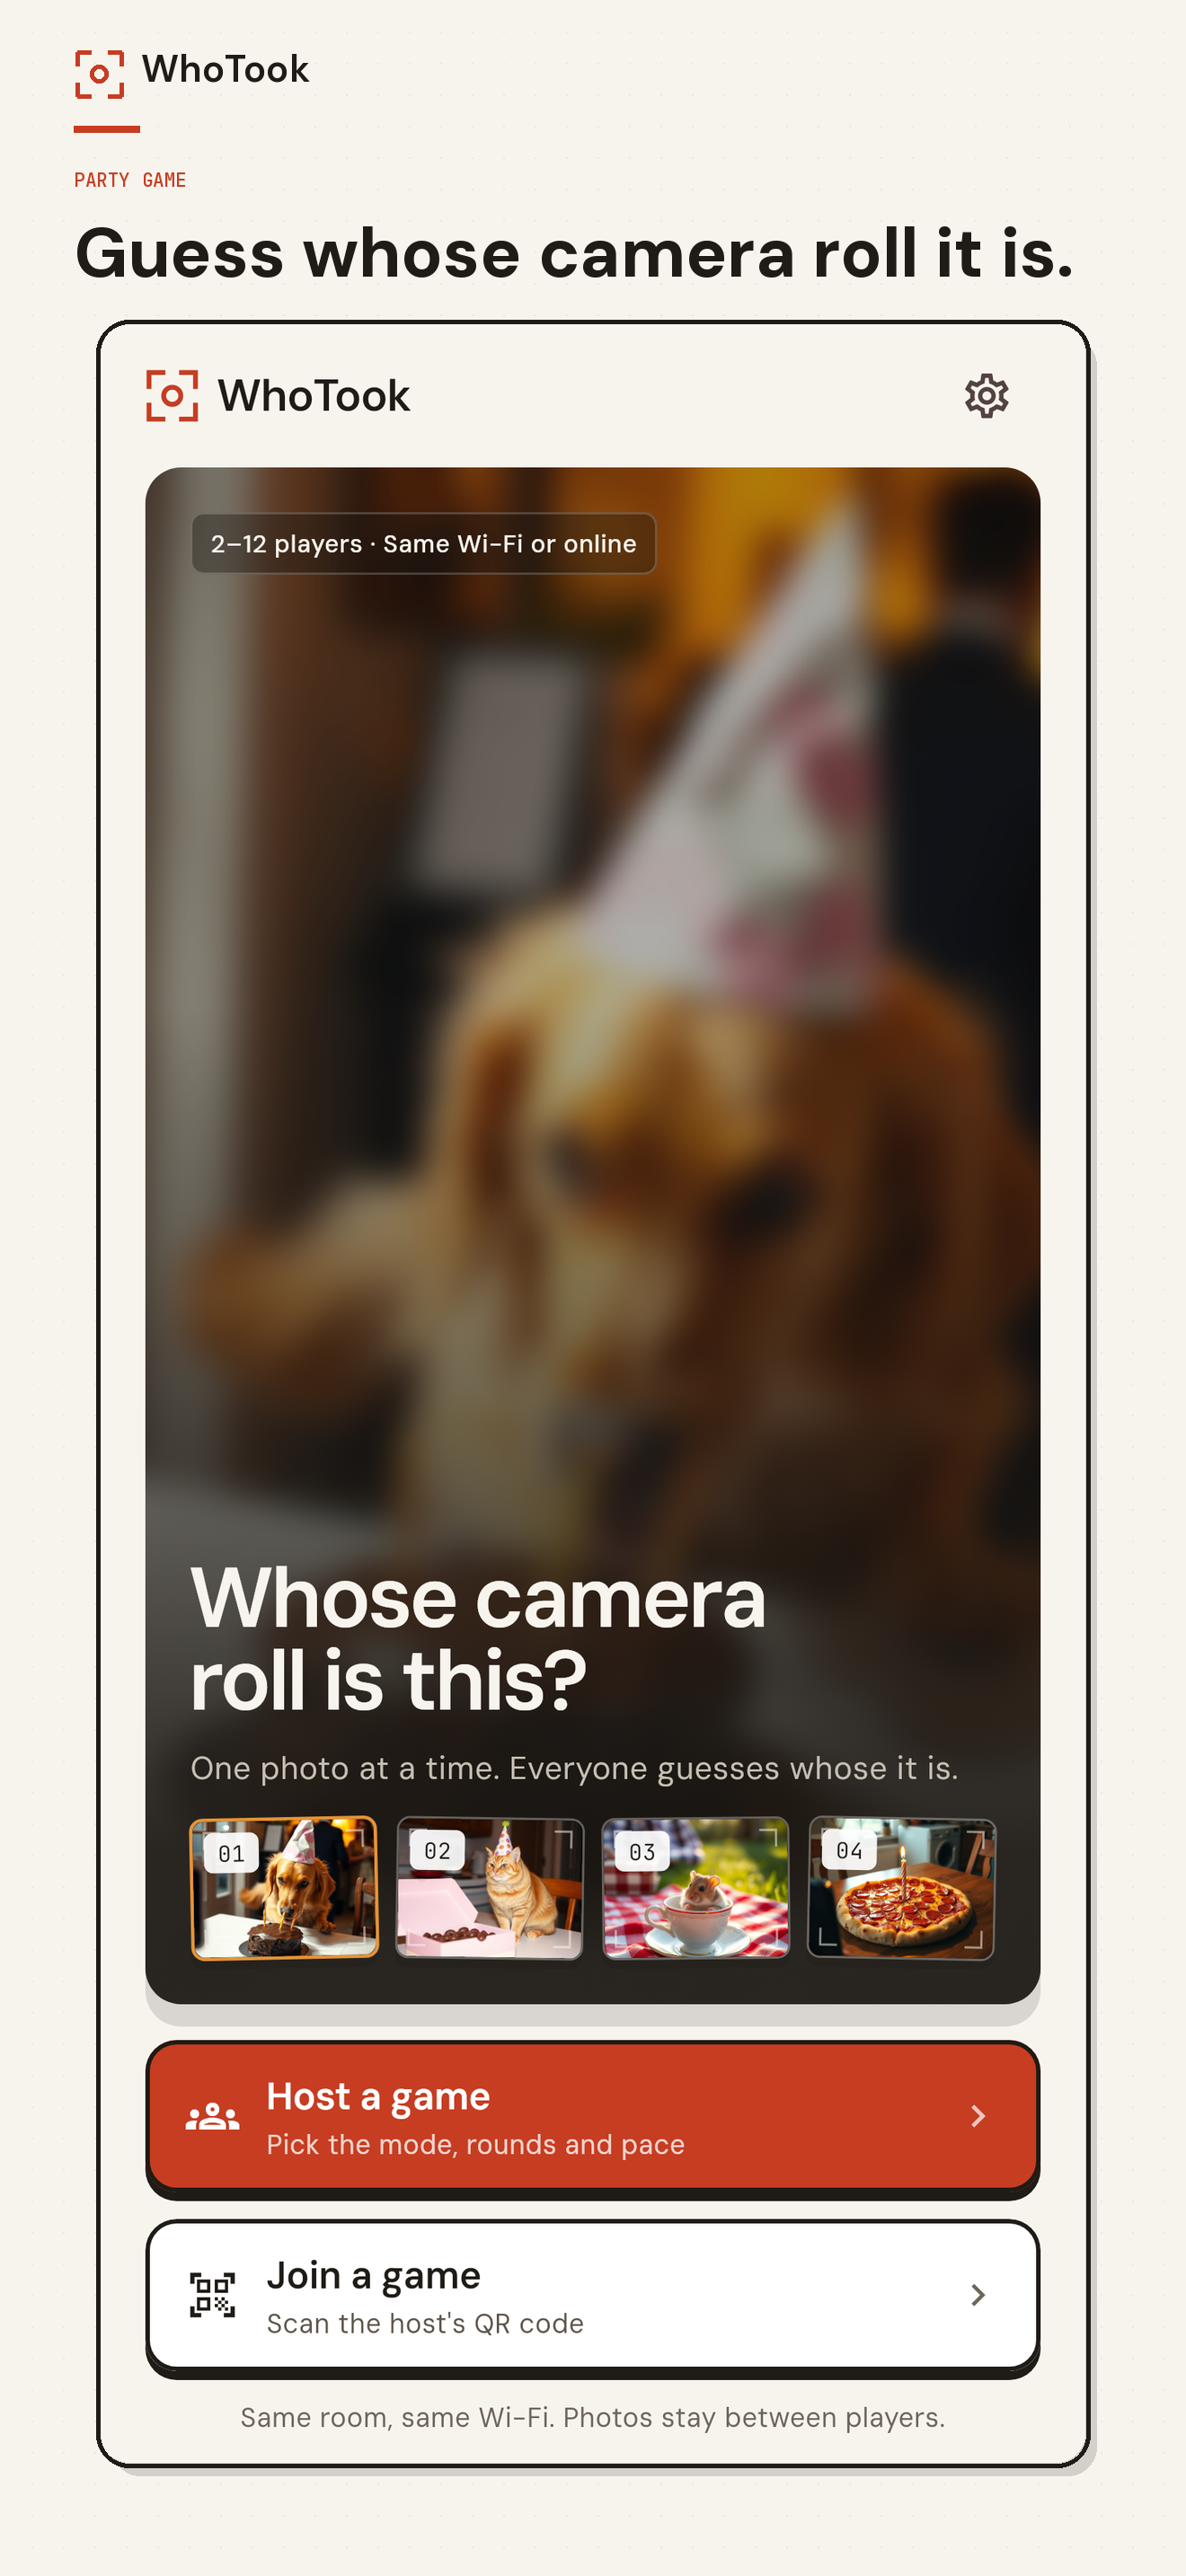 WhoTook
PARTY GAME
Guess whose camera roll it is.
WhoTook
2–12 players · Same Wi-Fi or online
Whose camera
roll is this?
One photo at a time. Everyone guesses whose it is.
01
02
03
04
Host a game
Pick the mode, rounds and pace
Join a game
Scan the host's QR code
Same room, same Wi-Fi. Photos stay between players.